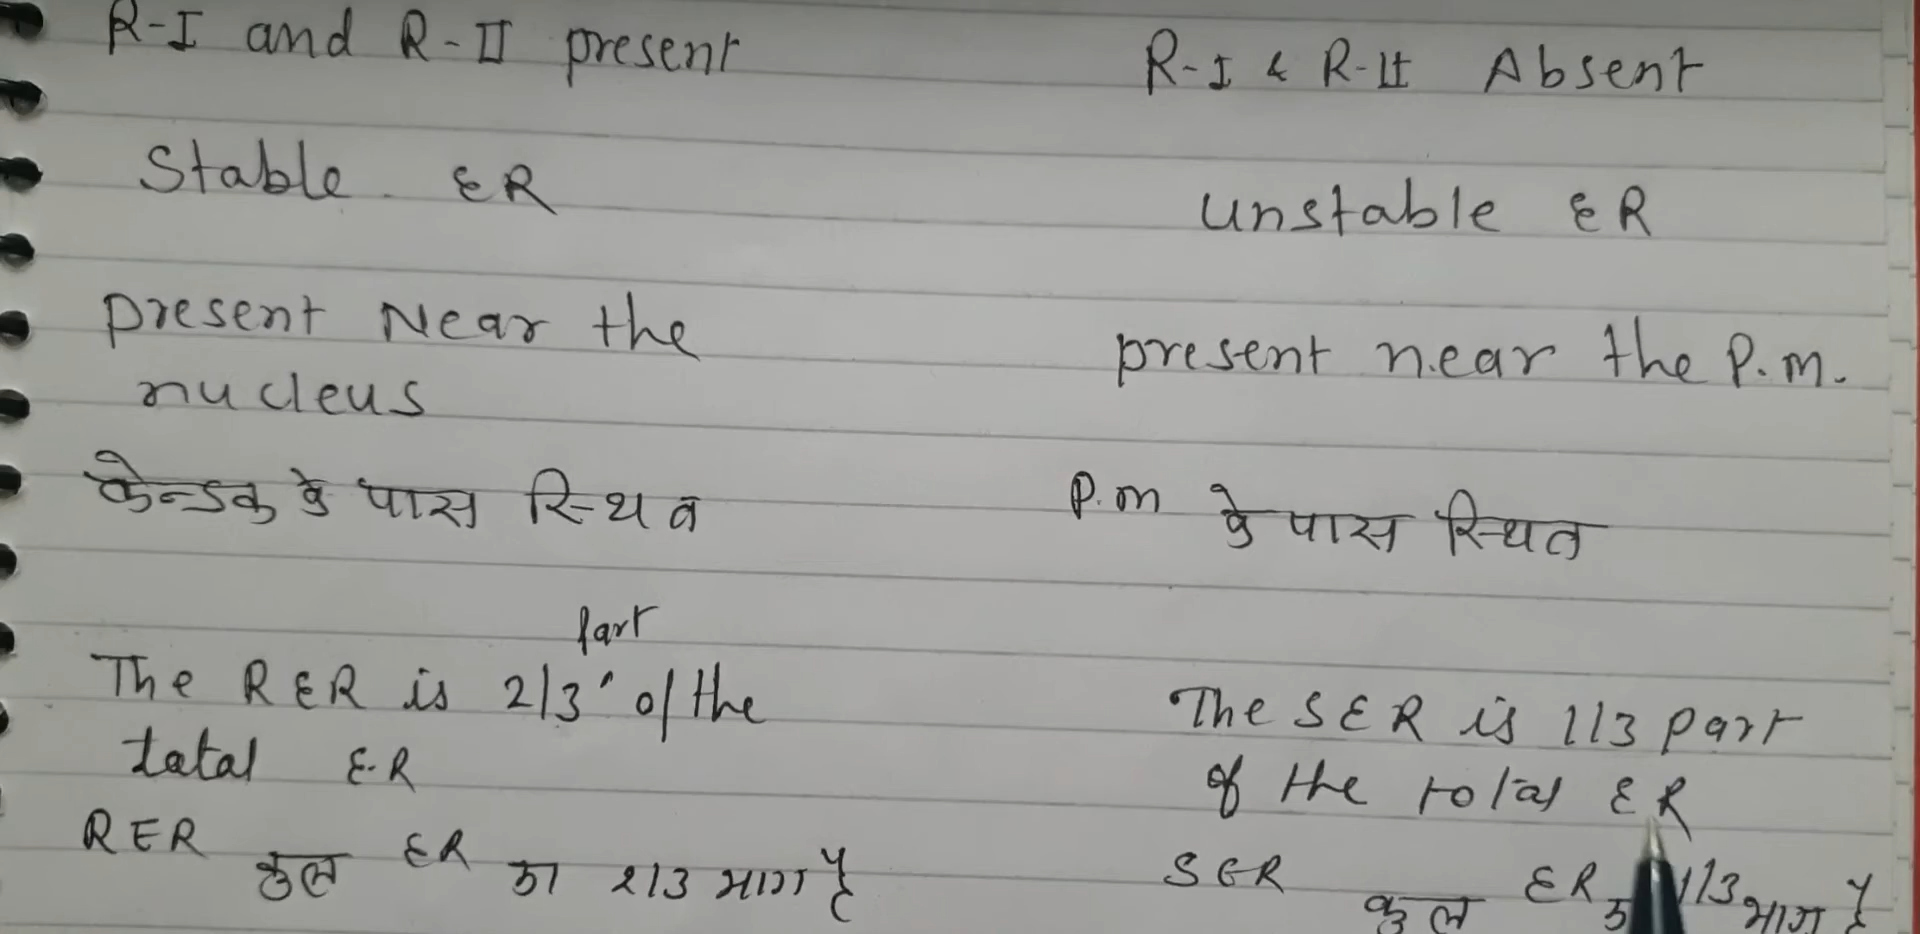 R-I and R-II present
R-I & R-II Absent
Stable ER
Unstable ER
present Near the
nucleus
present near the P.m.
केन्द्रक के पास स्थित
P.m के पास स्थित
part
The RER is 2/3 of the
total ER
The SER is 1/3 part
of the total ER
RER कुल ER का 2/3 भाग है
SER कुल ER का 1/3 भाग है